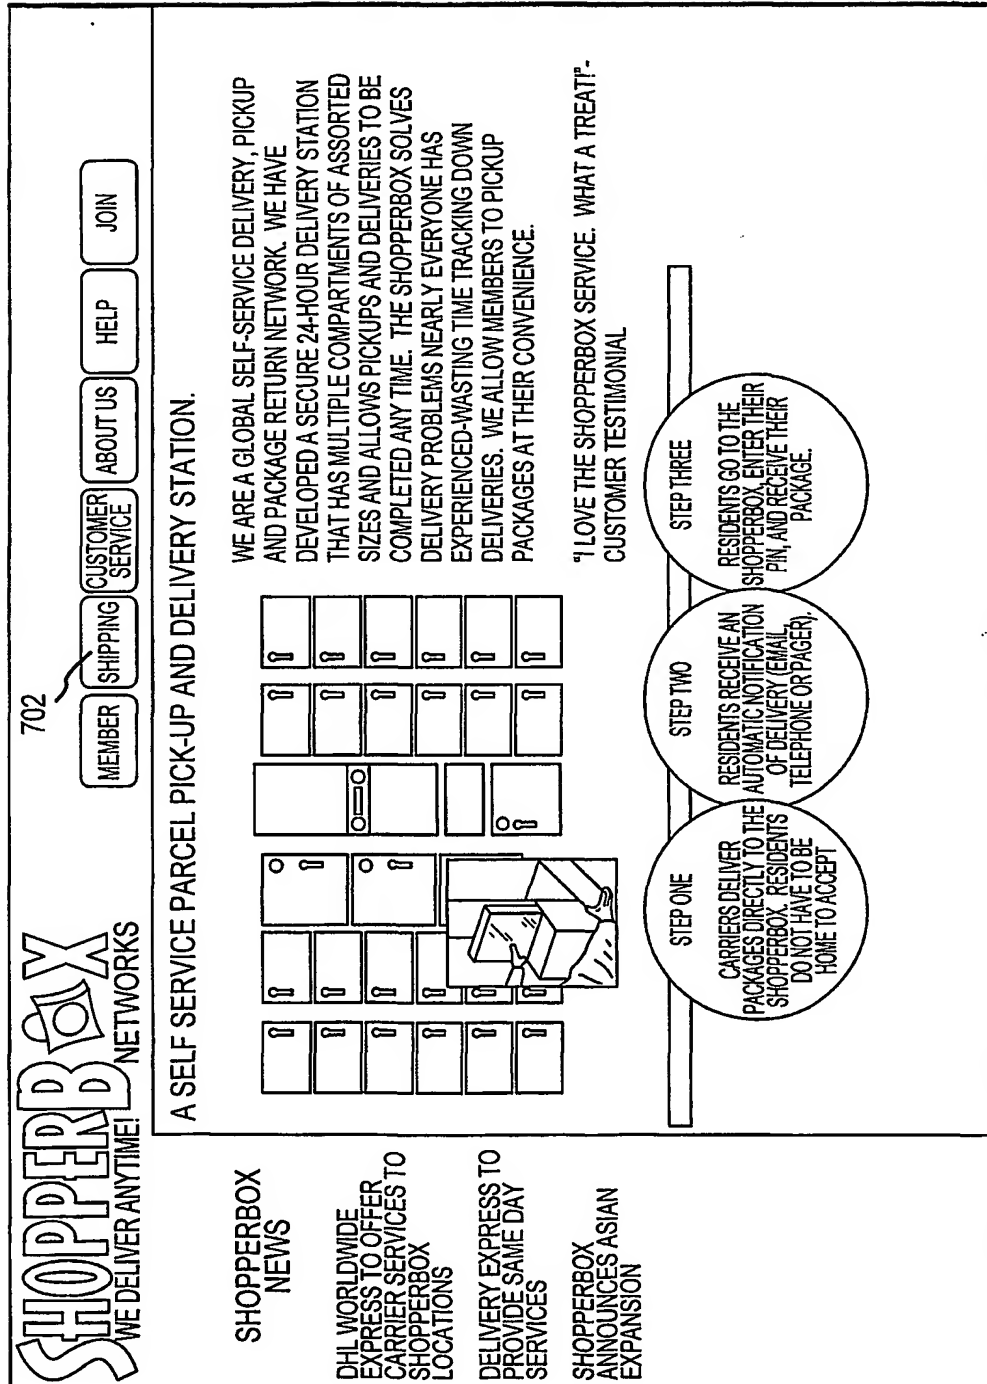 702
SHOPPERBOX
NETWORKS
WE DELIVER ANYTIME!
MEMBER
SHIPPING
CUSTOMER
SERVICE
ABOUT US
HELP
JOIN
SHOPPERBOX
NEWS
DHL WORLDWIDE
EXPRESS TO OFFER
CARRIER SERVICES TO
SHOPPERBOX
LOCATIONS
DELIVERY EXPRESS TO
PROVIDE SAME DAY
SERVICES
SHOPPERBOX
ANNOUNCES ASIAN
EXPANSION
A SELF SERVICE PARCEL PICK-UP AND DELIVERY STATION.
WE ARE A GLOBAL SELF-SERVICE DELIVERY, PICKUP
AND PACKAGE RETURN NETWORK. WE HAVE
DEVELOPED A SECURE 24-HOUR DELIVERY STATION
THAT HAS MULTIPLE COMPARTMENTS OF ASSORTED
SIZES AND ALLOWS PICKUPS AND DELIVERIES TO BE
COMPLETED ANY TIME. THE SHOPPERBOX SOLVES
DELIVERY PROBLEMS NEARLY EVERYONE HAS
EXPERIENCED-WASTING TIME TRACKING DOWN
DELIVERIES. WE ALLOW MEMBERS TO PICKUP
PACKAGES AT THEIR CONVENIENCE.
"I LOVE THE SHOPPERBOX SERVICE. WHAT A TREAT!"-
CUSTOMER TESTIMONIAL
STEP ONE
CARRIERS DELIVER
PACKAGES DIRECTLY TO THE
SHOPPERBOX. RESIDENTS
DO NOT HAVE TO BE
HOME TO ACCEPT
STEP TWO
RESIDENTS RECEIVE AN
AUTOMATIC NOTIFICATION
OF DELIVERY (EMAIL,
TELEPHONE OR PAGER).
STEP THREE
RESIDENTS GO TO THE
SHOPPERBOX, ENTER THEIR
PIN, AND RECEIVE THEIR
PACKAGE.